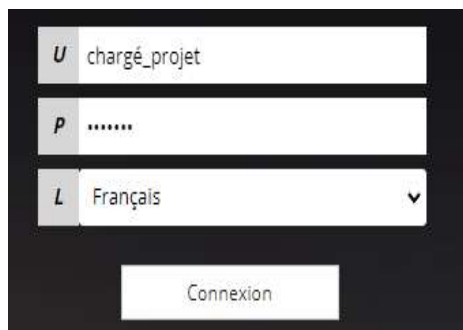 U chargé_projet
P •••••••
L Français
Connexion